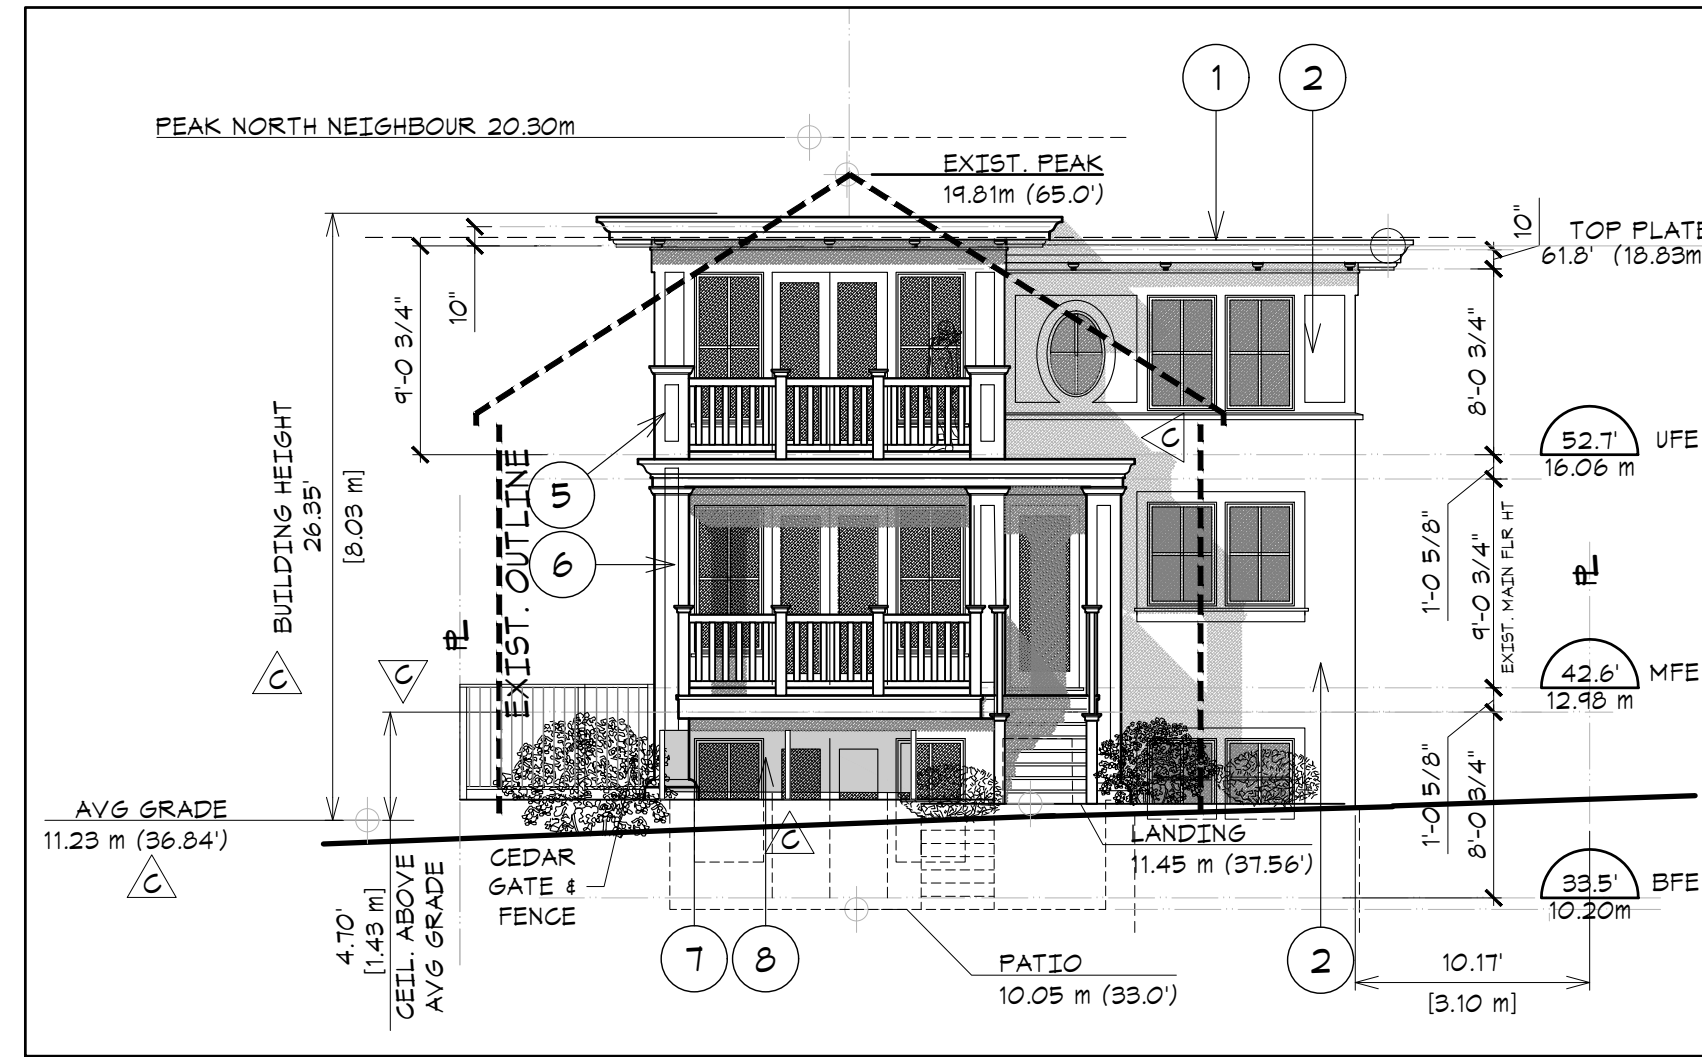 1
2
PEAK NORTH NEIGHBOUR 20.30m
EXIST. PEAK
19.81m (65.0')
10"
TOP PLATE
61.8' (18.83m
9'-0 3/4"
10"
8'-0 3/4"
BUILDING HEIGHT
26.35'
[8.03 m]
C
52.7'
16.06 m
UFE
EXIST. OUTLINE
5
6
1'-0 5/8"
9'-0 3/4"
EXIST. MAIN FLR HT
PL
PL
C
C
42.6'
12.98 m
MFE
AVG GRADE
11.23 m (36.84')
C
C
LANDING
11.45 m (37.56')
1'-0 5/8"
8'-0 3/4"
CEDAR
GATE &
FENCE
33.5'
10.20m
BFE
4.70'
[1.43 m]
CEIL. ABOVE
AVG GRADE
7
8
PATIO
10.05 m (33.0')
2
10.17'
[3.10 m]